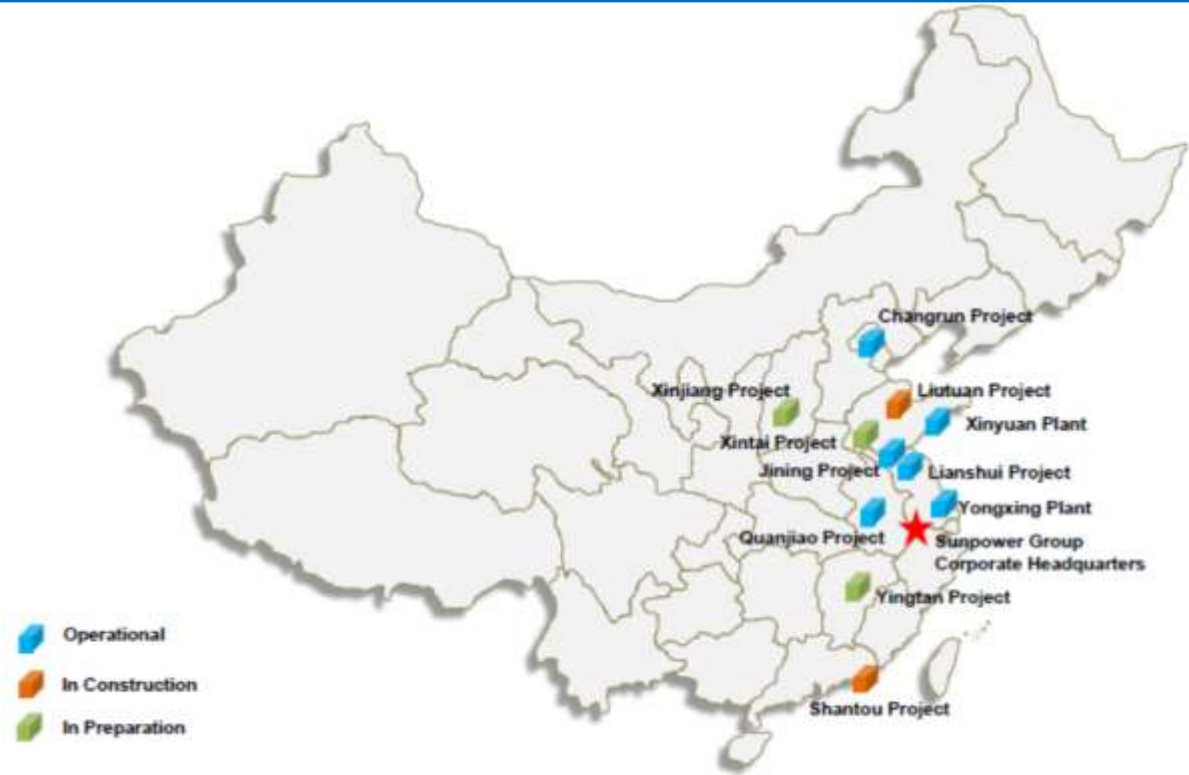 Changrun Project
Xinjiang Project
Liutuan Project
Xinyuan Plant
Xintai Project
Jining Project
Lianshui Project
Yongxing Plant
Quanjiao Project
Sunpower Group
Corporate Headquarters
Yingtan Project
Operational
In Construction
Shantou Project
In Preparation